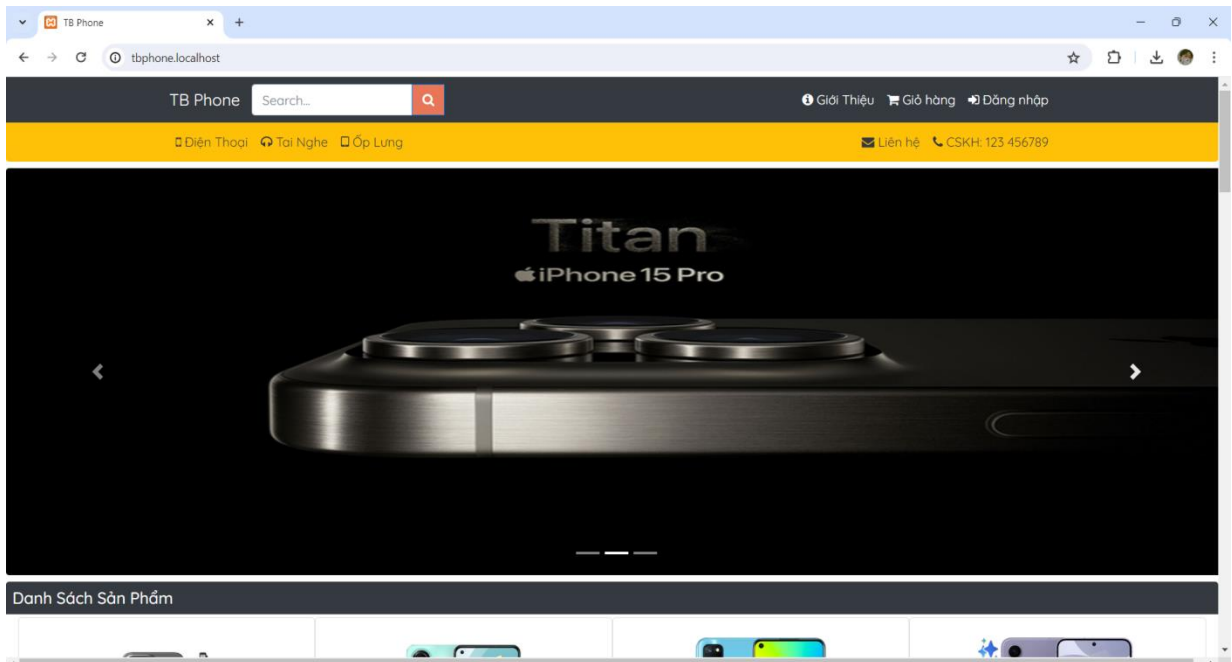 TB Phone
tbphone.localhost
TB Phone Search... Giới Thiệu Giỏ hàng Đăng nhập
Điện Thoại Tai Nghe Ốp Lưng Liên hệ CSKH: 123 456789
Titan
iPhone 15 Pro
Danh Sách Sản Phẩm